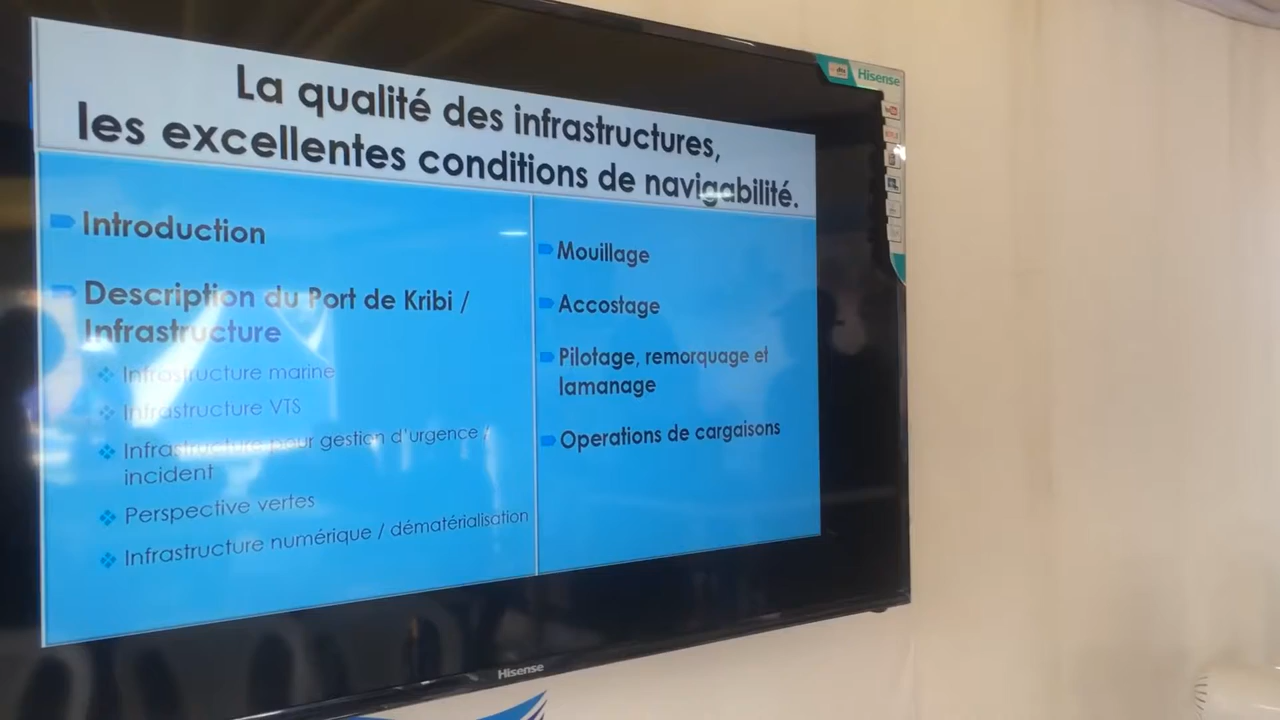 La qualité des infrastructures,
les excellentes conditions de navigabilité.
Introduction
Description du Port de Kribi /
Infrastructure
Infrastructure marine
Infrastructure VTS
Infrastructure pour gestion d'urgence /
incident
Perspective vertes
Infrastructure numérique / dématérialisation
Mouillage
Accostage
Pilotage, remorquage et
lamanage
Operations de cargaisons
Hisense
Hisense